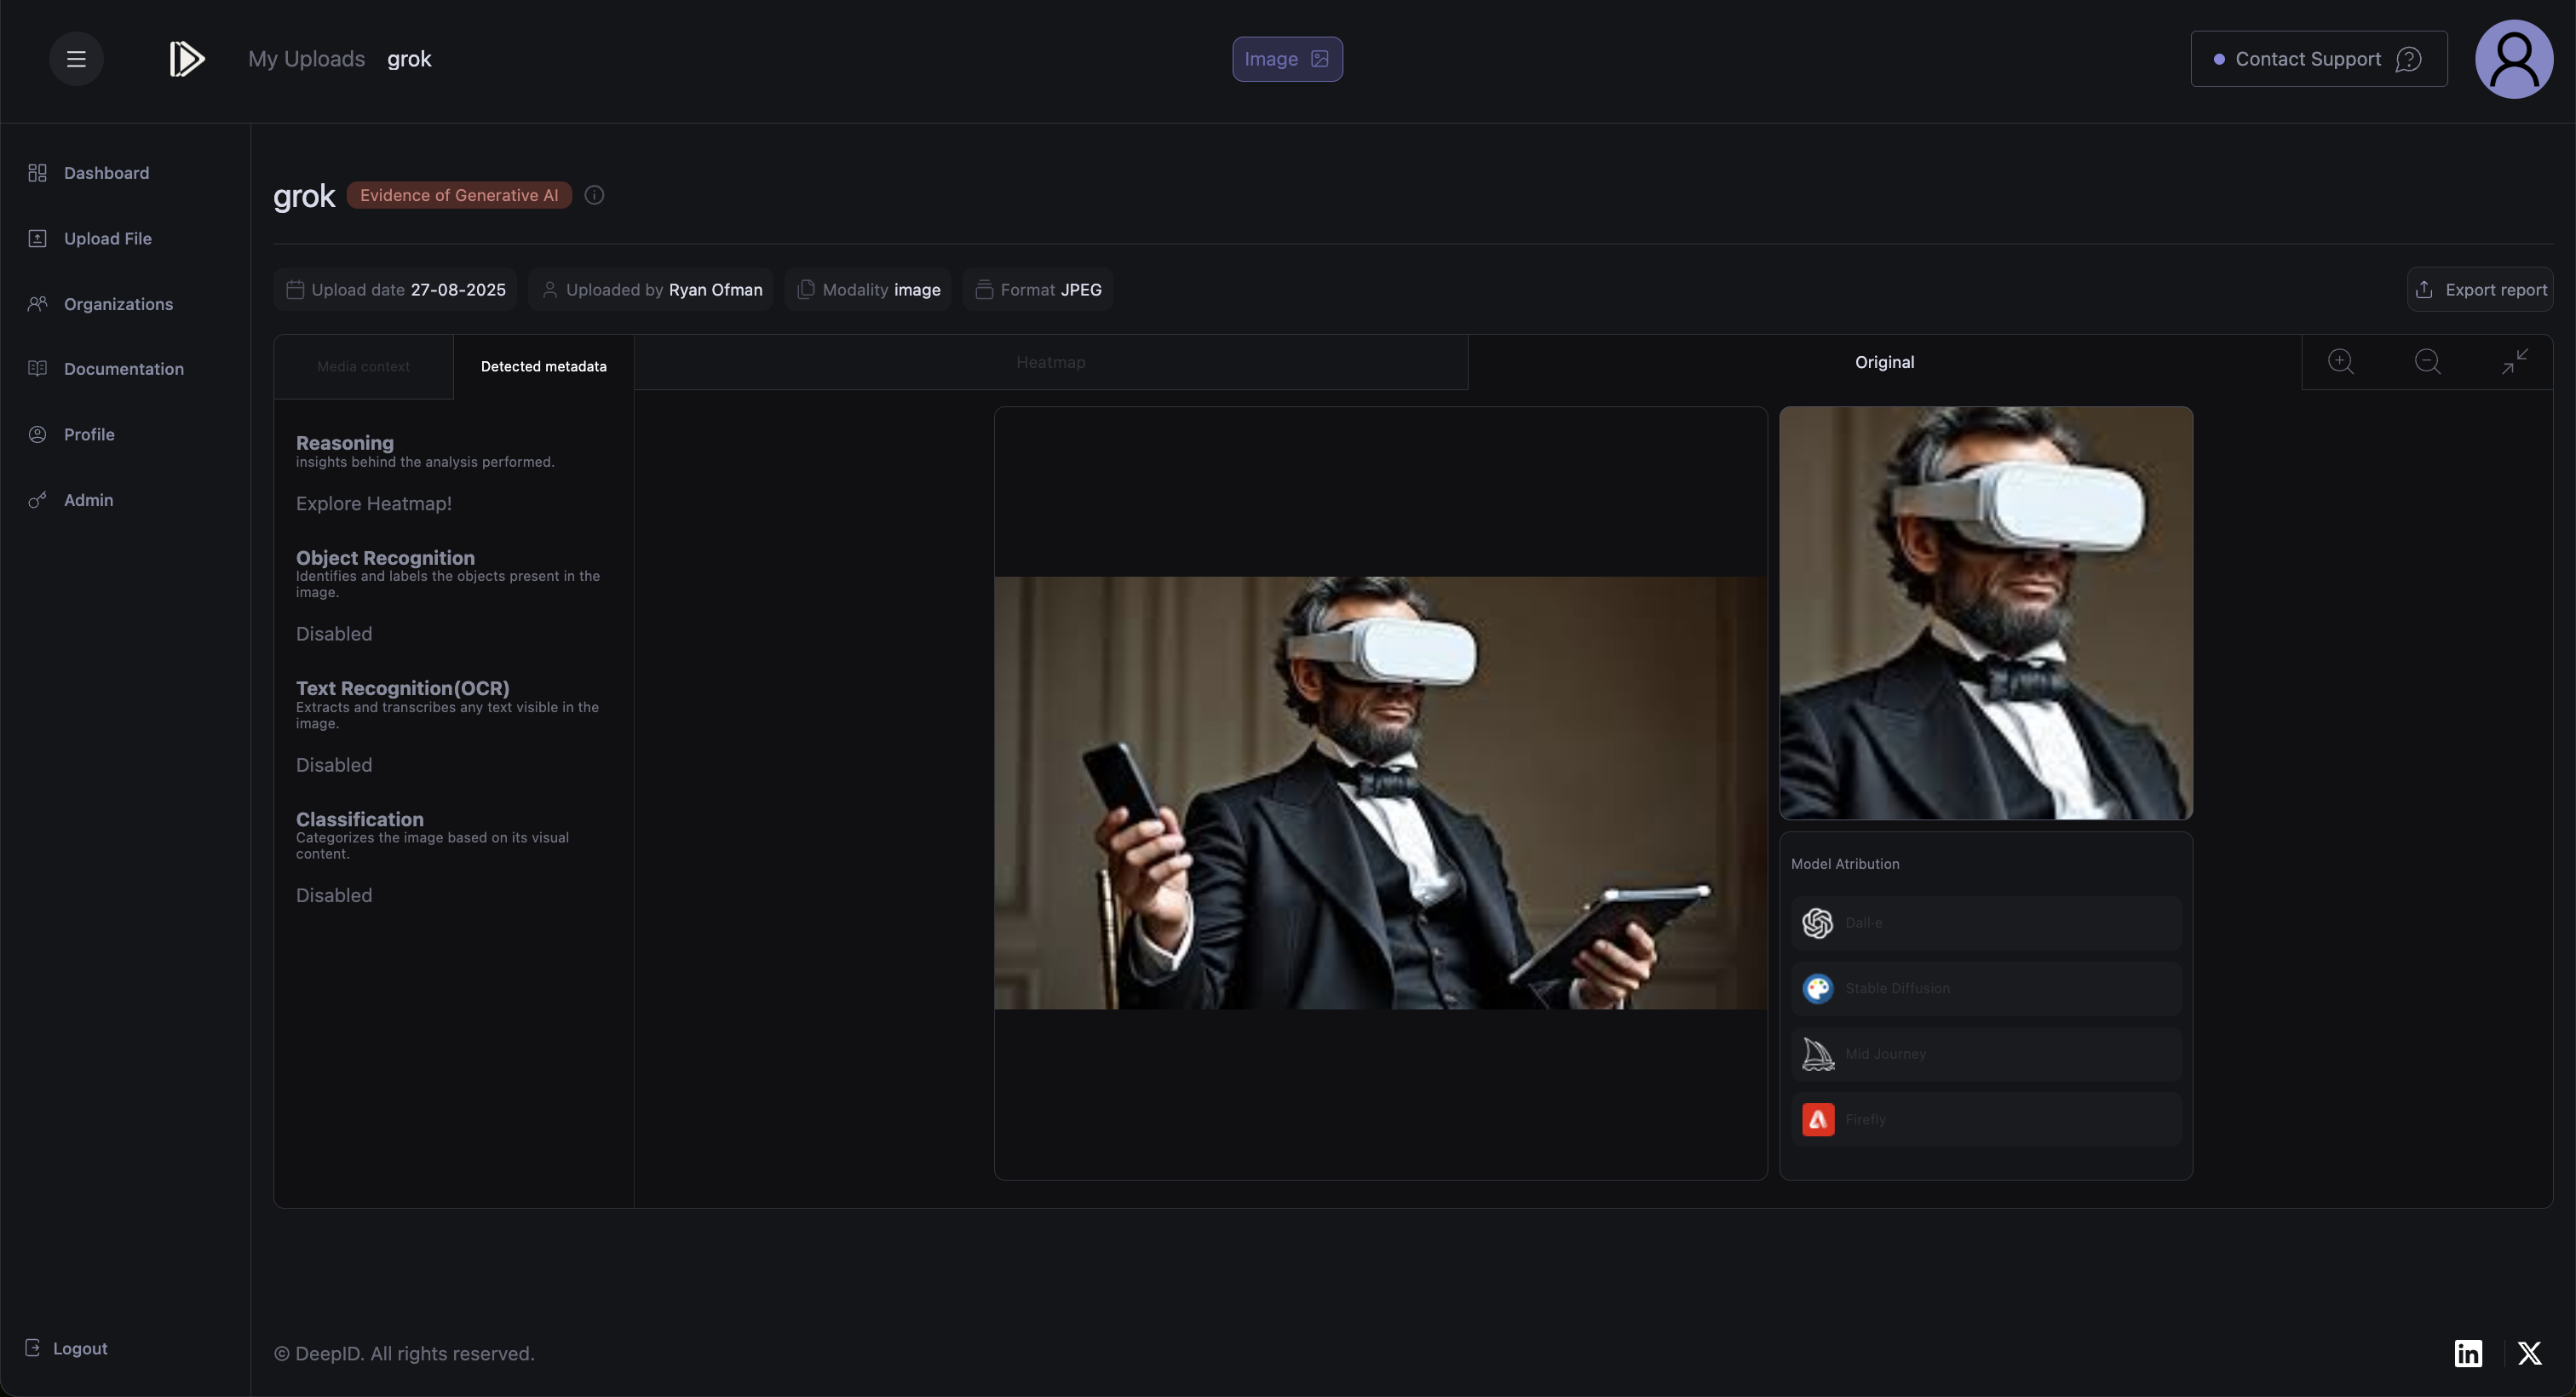 My Uploads grok
Image
Contact Support
Dashboard
Upload File
Organizations
Documentation
Profile
Admin
Logout
grok Evidence of Generative AI
Upload date 27-08-2025 Uploaded by Ryan Ofman Modality image Format JPEG
Export report
Media context Detected metadata
Heatmap
Original
Reasoning
insights behind the analysis performed.
Explore Heatmap!
Object Recognition
Identifies and labels the objects present in the
image.
Disabled
Text Recognition(OCR)
Extracts and transcribes any text visible in the
image.
Disabled
Classification
Categorizes the image based on its visual
content.
Disabled
Model Atribution
Dall-e
Stable Diffusion
Mid Journey
Firefly
© DeepID. All rights reserved.
in
X